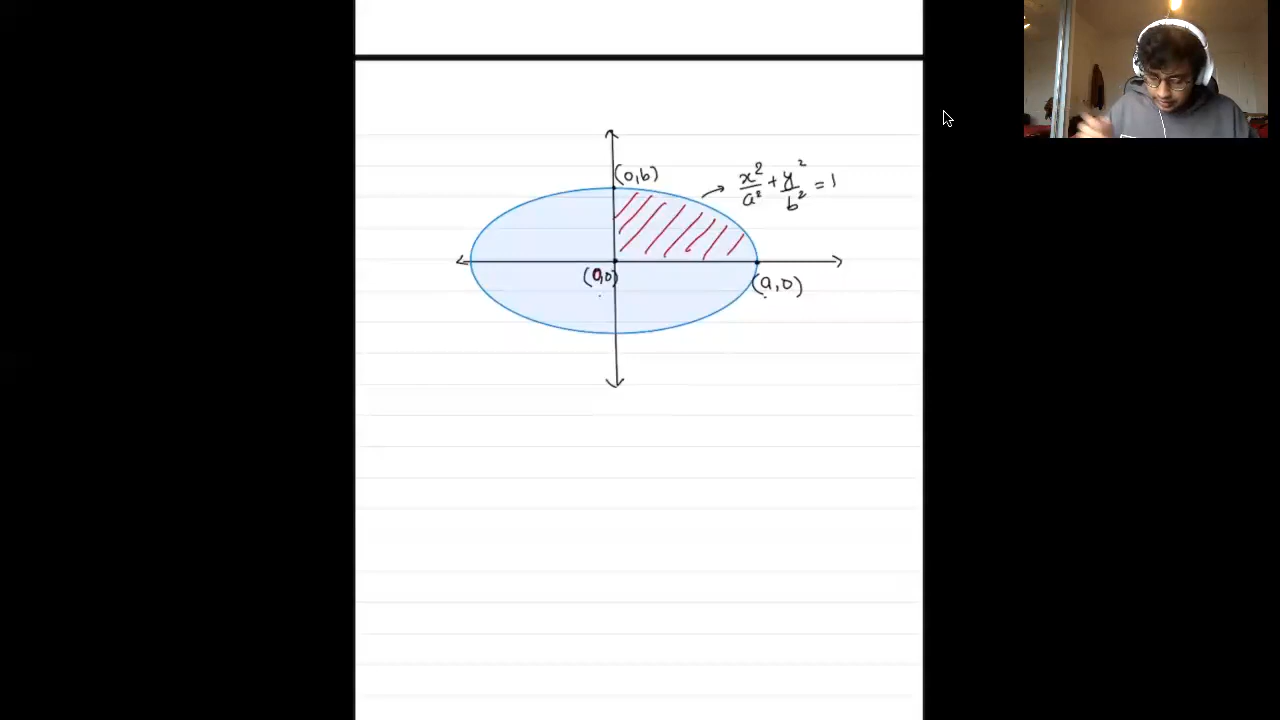 (0,b)
x²/a² + y²/b² = 1
(0,0)
(a,0)